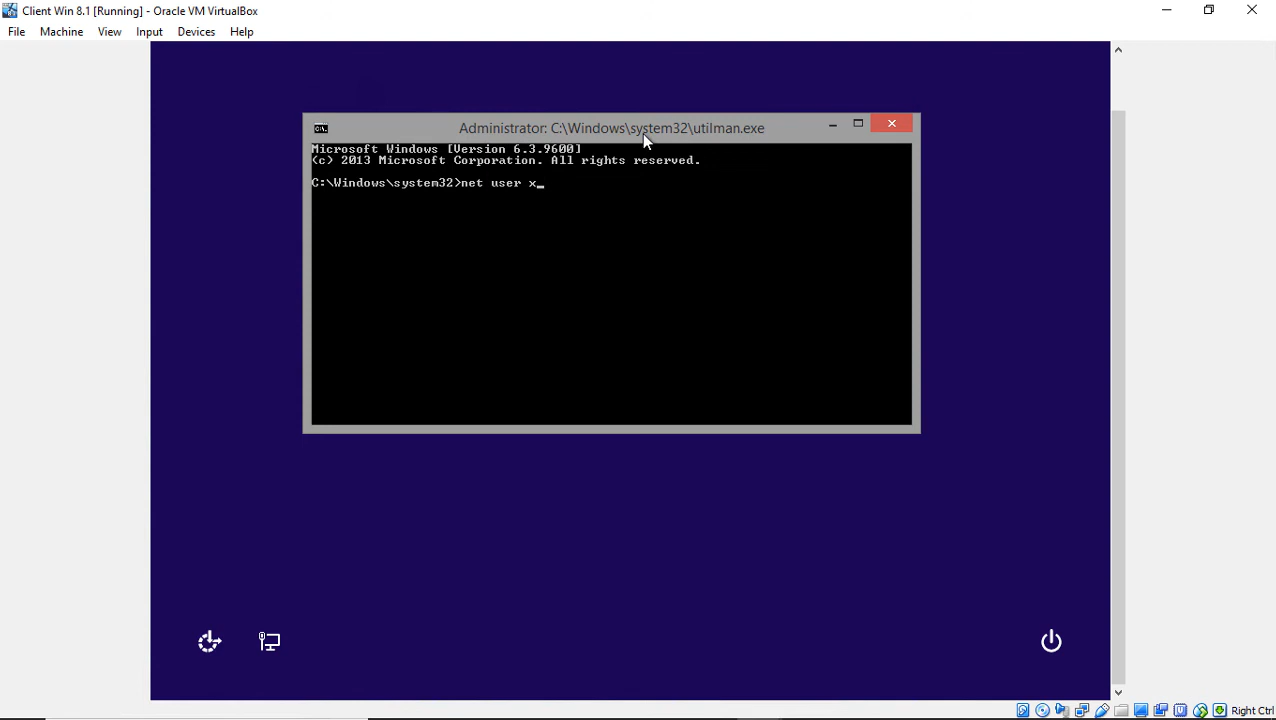 Client Win 8.1 [Running] - Oracle VM VirtualBox
File Machine View Input Devices Help
Administrator: C:\Windows\system32\utilman.exe
Microsoft Windows [Version 6.3.9600]
(c) 2013 Microsoft Corporation. All rights reserved.
C:\Windows\system32>net user x_
Right Ctrl